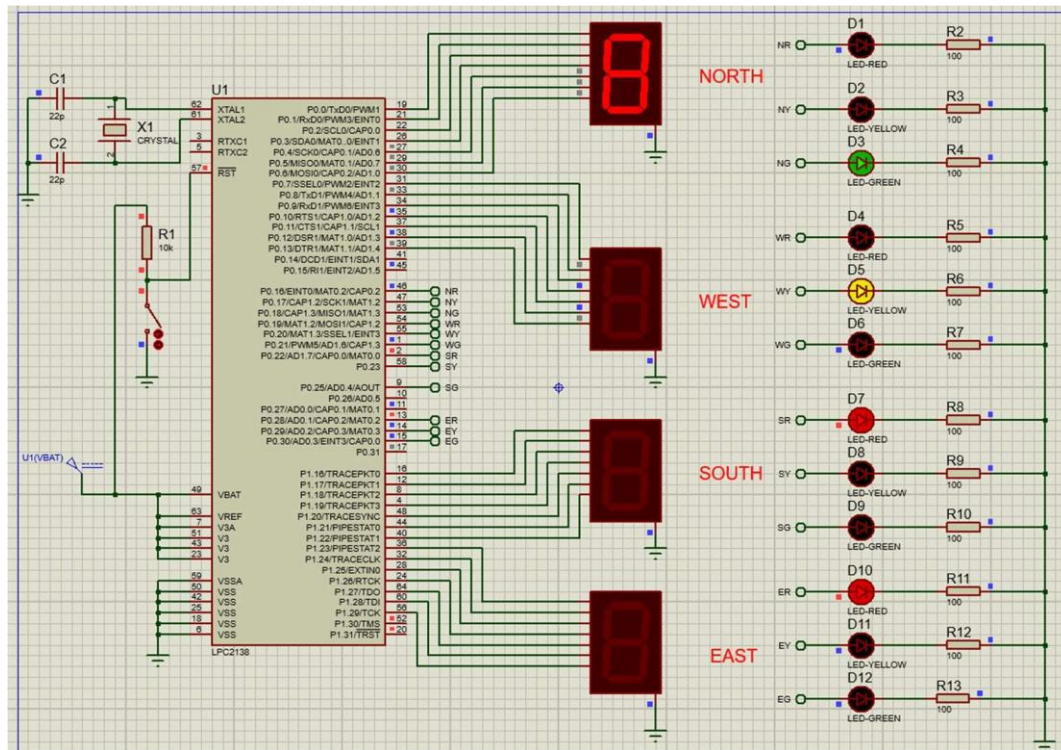 C1
22p
X1
CRYSTAL
1
2
C2
22p
R1
10k
U1(VBAT)
U1
62 XTAL1
61 XTAL2
3 RTXC1
5 RTXC2
57 RST
49 VBAT
63 VREF
7 V3A
51 V3
43 V3
23 V3
59 VSSA
50 VSS
42 VSS
25 VSS
18 VSS
6 VSS
P0.0/TxD0/PWM1 19
P0.1/RxD0/PWM3/EINT0 21
P0.2/SCL0/CAP0.0 22
P0.3/SDA0/MAT0..0/EINT1 26
P0.4/SCK0/CAP0.1/AD0.6 27
P0.5/MISO0/MAT0.1/AD0.7 29
P0.6/MOSI0/CAP0.2/AD1.0 30
P0.7/SSEL0/PWM2/EINT2 31
P0.8/TxD1/PWM4/AD1.1 33
P0.9/RxD1/PWM6/EINT3 34
P0.10/RTS1/CAP1.0/AD1.2 35
P0.11/CTS1/CAP1.1/SCL1 37
P0.12/DSR1/MAT1.0/AD1.3 38
P0.13/DTR1/MAT1.1/AD1.4 39
P0.14/DCD1/EINT1/SDA1 41
P0.15/RI1/EINT2/AD1.5 45
P0.16/EINT0/MAT0.2/CAP0.2 46 NR
P0.17/CAP1.2/SCK1/MAT1.2 47 NY
P0.18/CAP1.3/MISO1/MAT1.3 53 NG
P0.19/MAT1.2/MOSI1/CAP1.2 54 WR
P0.20/MAT1.3/SSEL1/EINT3 55 WY
P0.21/PWM5/AD1.6/CAP1.3 1 WG
P0.22/AD1.7/CAP0.0/MAT0.0 2 SR
P0.23 58 SY
P0.25/AD0.4/AOUT 9 SG
P0.26/AD0.5 10
P0.27/AD0.0/CAP0.1/MAT0.1 11
P0.28/AD0.1/CAP0.2/MAT0.2 13 ER
P0.29/AD0.2/CAP0.3/MAT0.3 14 EY
P0.30/AD0.3/EINT3/CAP0.0 15 EG
P0.31 17
P1.16/TRACEPKT0 16
P1.17/TRACEPKT1 12
P1.18/TRACEPKT2 8
P1.19/TRACEPKT3 4
P1.20/TRACESYNC 48
P1.21/PIPESTAT0 44
P1.22/PIPESTAT1 40
P1.23/PIPESTAT2 36
P1.24/TRACECLK 32
P1.25/EXTIN0 28
P1.26/RTCK 24
P1.27/TDO 64
P1.28/TDI 60
P1.29/TCK 56
P1.30/TMS 52
P1.31/TRST 20
LPC2138
NORTH
WEST
SOUTH
EAST
D1 R2
NR
LED-RED 100
D2 R3
NY
LED-YELLOW 100
D3 R4
NG
LED-GREEN 100
D4 R5
WR
LED-RED 100
D5 R6
WY
LED-YELLOW 100
D6 R7
WG
LED-GREEN 100
D7 R8
SR
LED-RED 100
D8 R9
SY
LED-YELLOW 100
D9 R10
SG
LED-GREEN 100
D10 R11
ER
LED-RED 100
D11 R12
EY
LED-YELLOW 100
D12 R13
EG
LED-GREEN 100